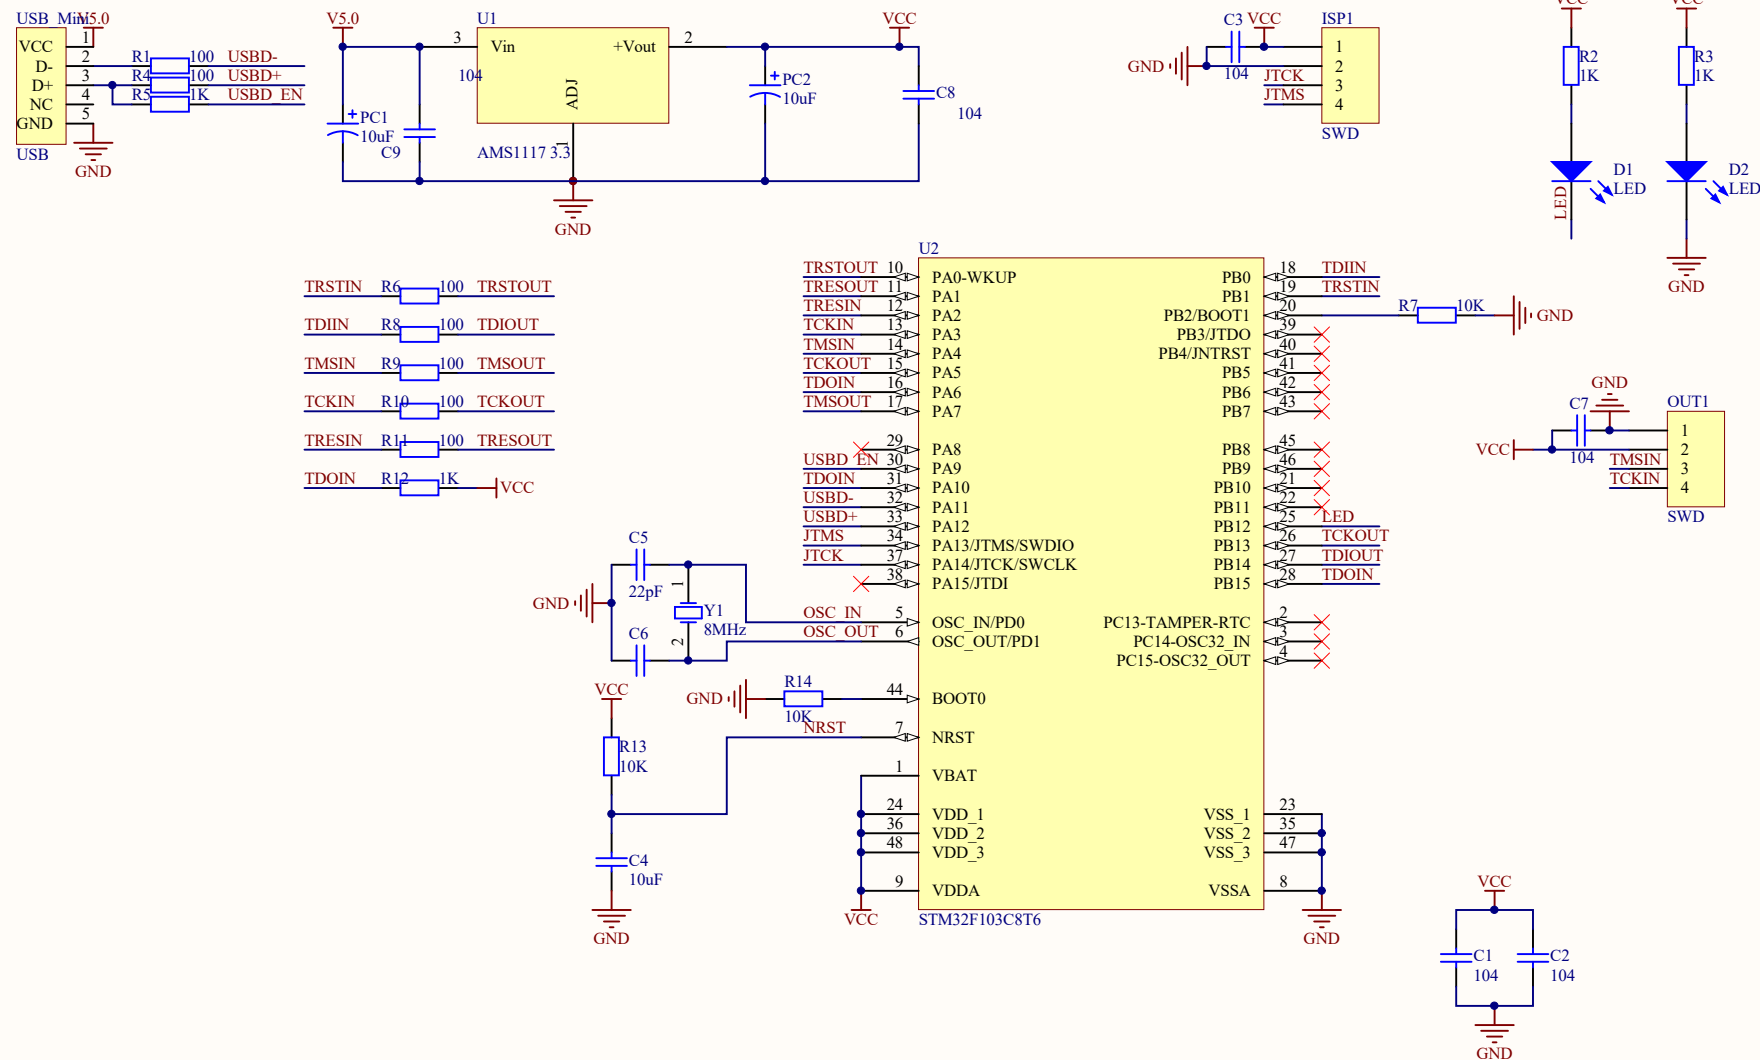 USB_Mini
V5.0
VCC 1
D- 2 R1 100 USBD-
D+ 3 R4 100 USBD+
NC 4 R5 1K USBD_EN
GND 5
USB
GND
V5.0
U1
3 Vin +Vout 2
104
ADJ
1
AMS1117 3.3
PC1
10uF
C9
GND
VCC
PC2
10uF
C8
104
C3 VCC ISP1
GND 104
1
2
JTCK 3
JTMS 4
SWD
VCC
R2
1K
D1
LED
LED
VCC
R3
1K
D2
LED
GND
TRSTIN R6 100 TRSTOUT
TDIIN R8 100 TDIOUT
TMSIN R9 100 TMSOUT
TCKIN R10 100 TCKOUT
TRESIN R11 100 TRESOUT
TDOIN R12 1K VCC
U2
TRSTOUT 10 PA0-WKUP
TRESOUT 11 PA1
TRESIN 12 PA2
TCKIN 13 PA3
TMSIN 14 PA4
TCKOUT 15 PA5
TDOIN 16 PA6
TMSOUT 17 PA7
29 PA8
USBD_EN 30 PA9
TDOIN 31 PA10
USBD- 32 PA11
USBD+ 33 PA12
JTMS 34 PA13/JTMS/SWDIO
JTCK 37 PA14/JTCK/SWCLK
38 PA15/JTDI
OSC_IN 5 OSC_IN/PD0
OSC_OUT 6 OSC_OUT/PD1
44 BOOT0
NRST 7 NRST
1 VBAT
24 VDD_1
36 VDD_2
48 VDD_3
9 VDDA
VCC
STM32F103C8T6
PB0 18 TDIIN
PB1 19 TRSTIN
PB2/BOOT1 20 R7 10K GND
PB3/JTDO 39
PB4/JNTRST 40
PB5 41
PB6 42
PB7 43
PB8 45
PB9 46
PB10 21
PB11 22
PB12 25 LED
PB13 26 TCKOUT
PB14 27 TDIOUT
PB15 28 TDOIN
PC13-TAMPER-RTC 2
PC14-OSC32_IN 3
PC15-OSC32_OUT 4
VSS_1 23
VSS_2 35
VSS_3 47
VSSA 8
GND
C5
22pF
GND
C6
1
Y1
8MHz
2
GND R14
10K
VCC
R13
10K
C4
10uF
GND
GND
C7 OUT1
VCC 104
1
2
TMSIN 3
TCKIN 4
SWD
VCC
C1
104
C2
104
GND